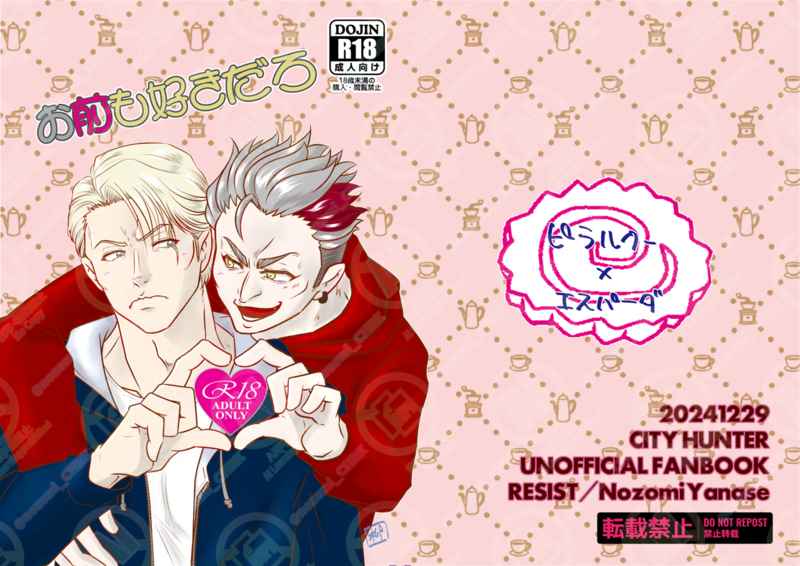 DOJIN
R18
成人向け
18歳未満の
購入・閲覧禁止
お前も好きだろ
R18
ADULT
ONLY
ピラルクー
×
エスパーダ
20241229
CITY HUNTER
UNOFFICIAL FANBOOK
RESIST／Nozomi Yanase
転載禁止
DO NOT REPOST
禁止转载